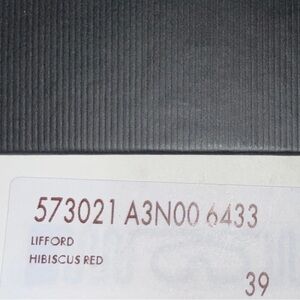 573021 A3N00 6433
LIFFORD
HIBISCUS RED
39